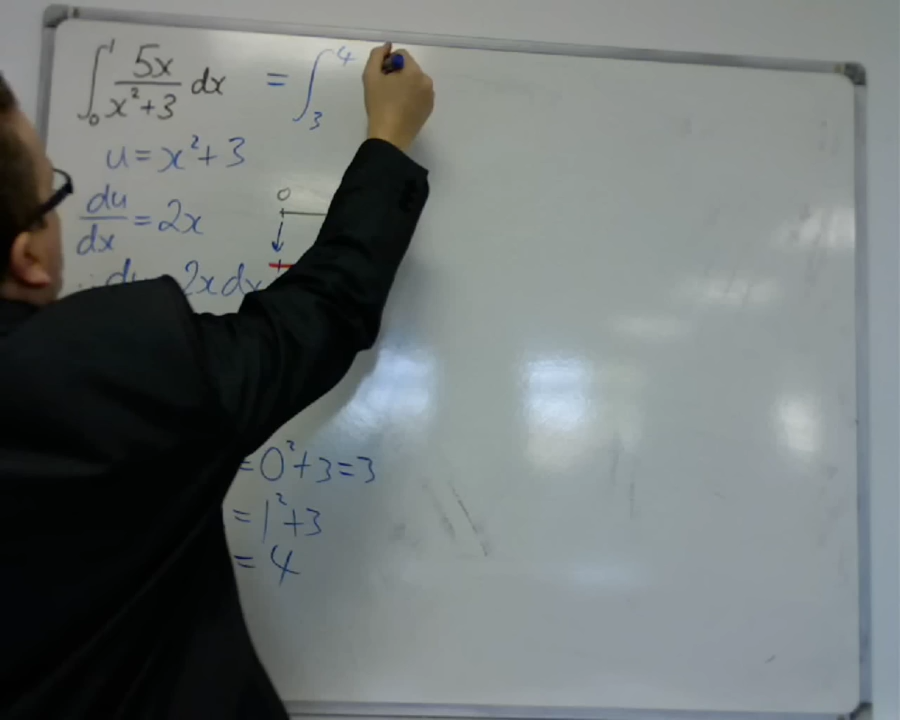 ∫₀¹ 5x/(x²+3) dx = ∫₃⁴
u = x²+3
du/dx = 2x
0
du 2x dx
= 0²+3 = 3
= 1²+3
= 4